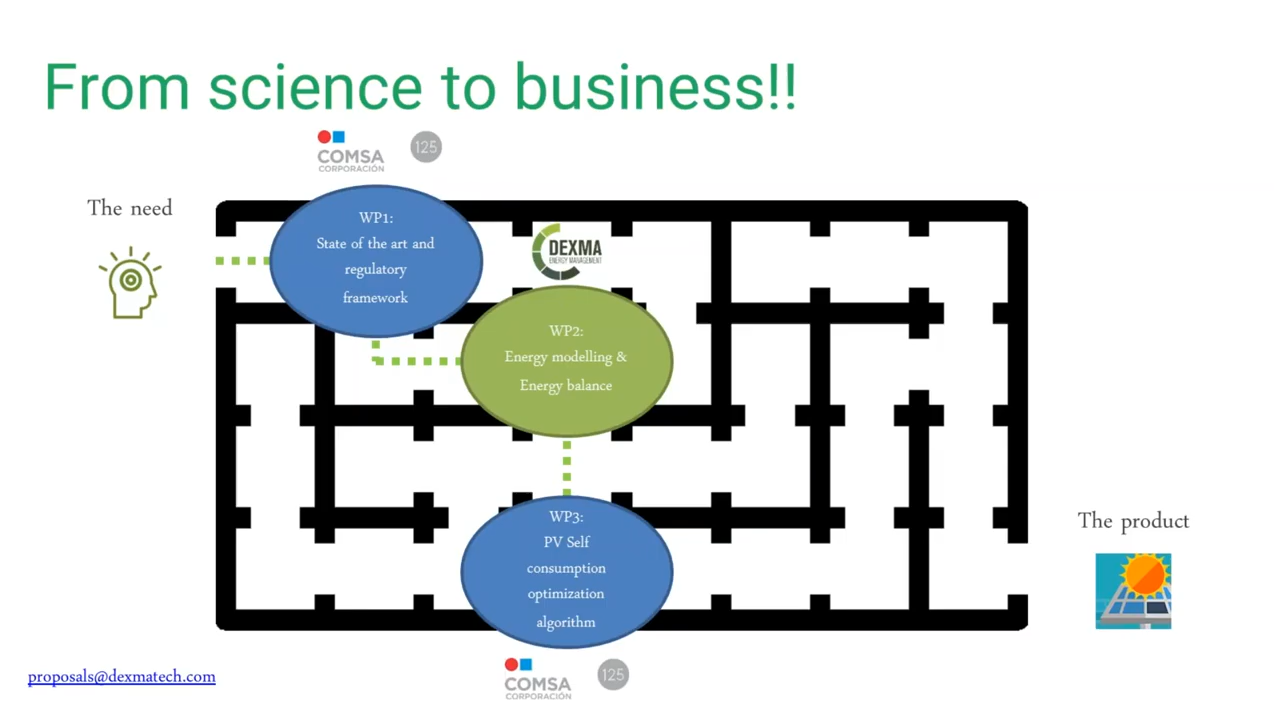 From science to business!!
COMSA
CORPORACIÓN
125
The need
WP1:
State of the art and
regulatory
framework
DEXMA
ENERGY MANAGEMENT
WP2:
Energy modelling &
Energy balance
WP3:
PV Self
consumption
optimization
algorithm
The product
proposals@dexmatech.com
COMSA
CORPORACIÓN
125